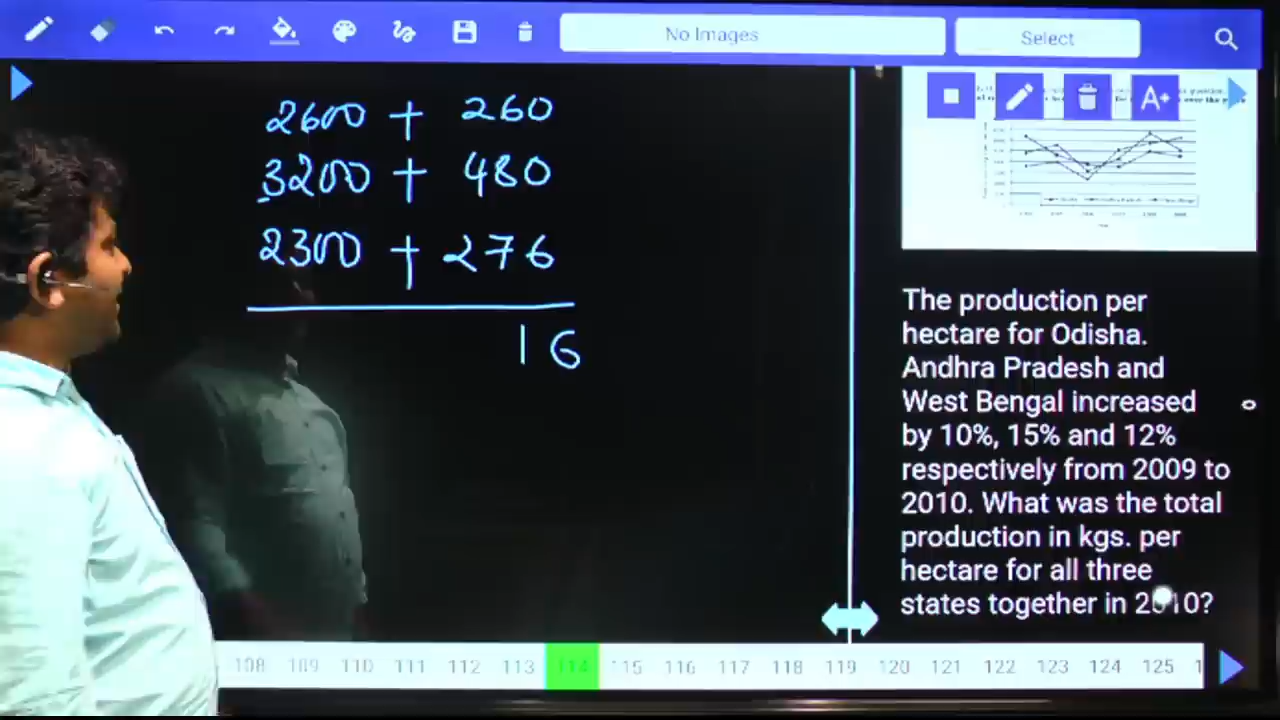 No Images
Select
A+
2600 + 260
3200 + 480
2300 + 276
16
The production per
hectare for Odisha.
Andhra Pradesh and
West Bengal increased
by 10%, 15% and 12%
respectively from 2009 to
2010. What was the total
production in kgs. per
hectare for all three
states together in 2010?
108 109 110 111 112 113 114 115 116 117 118 119 120 121 122 123 124 125 1